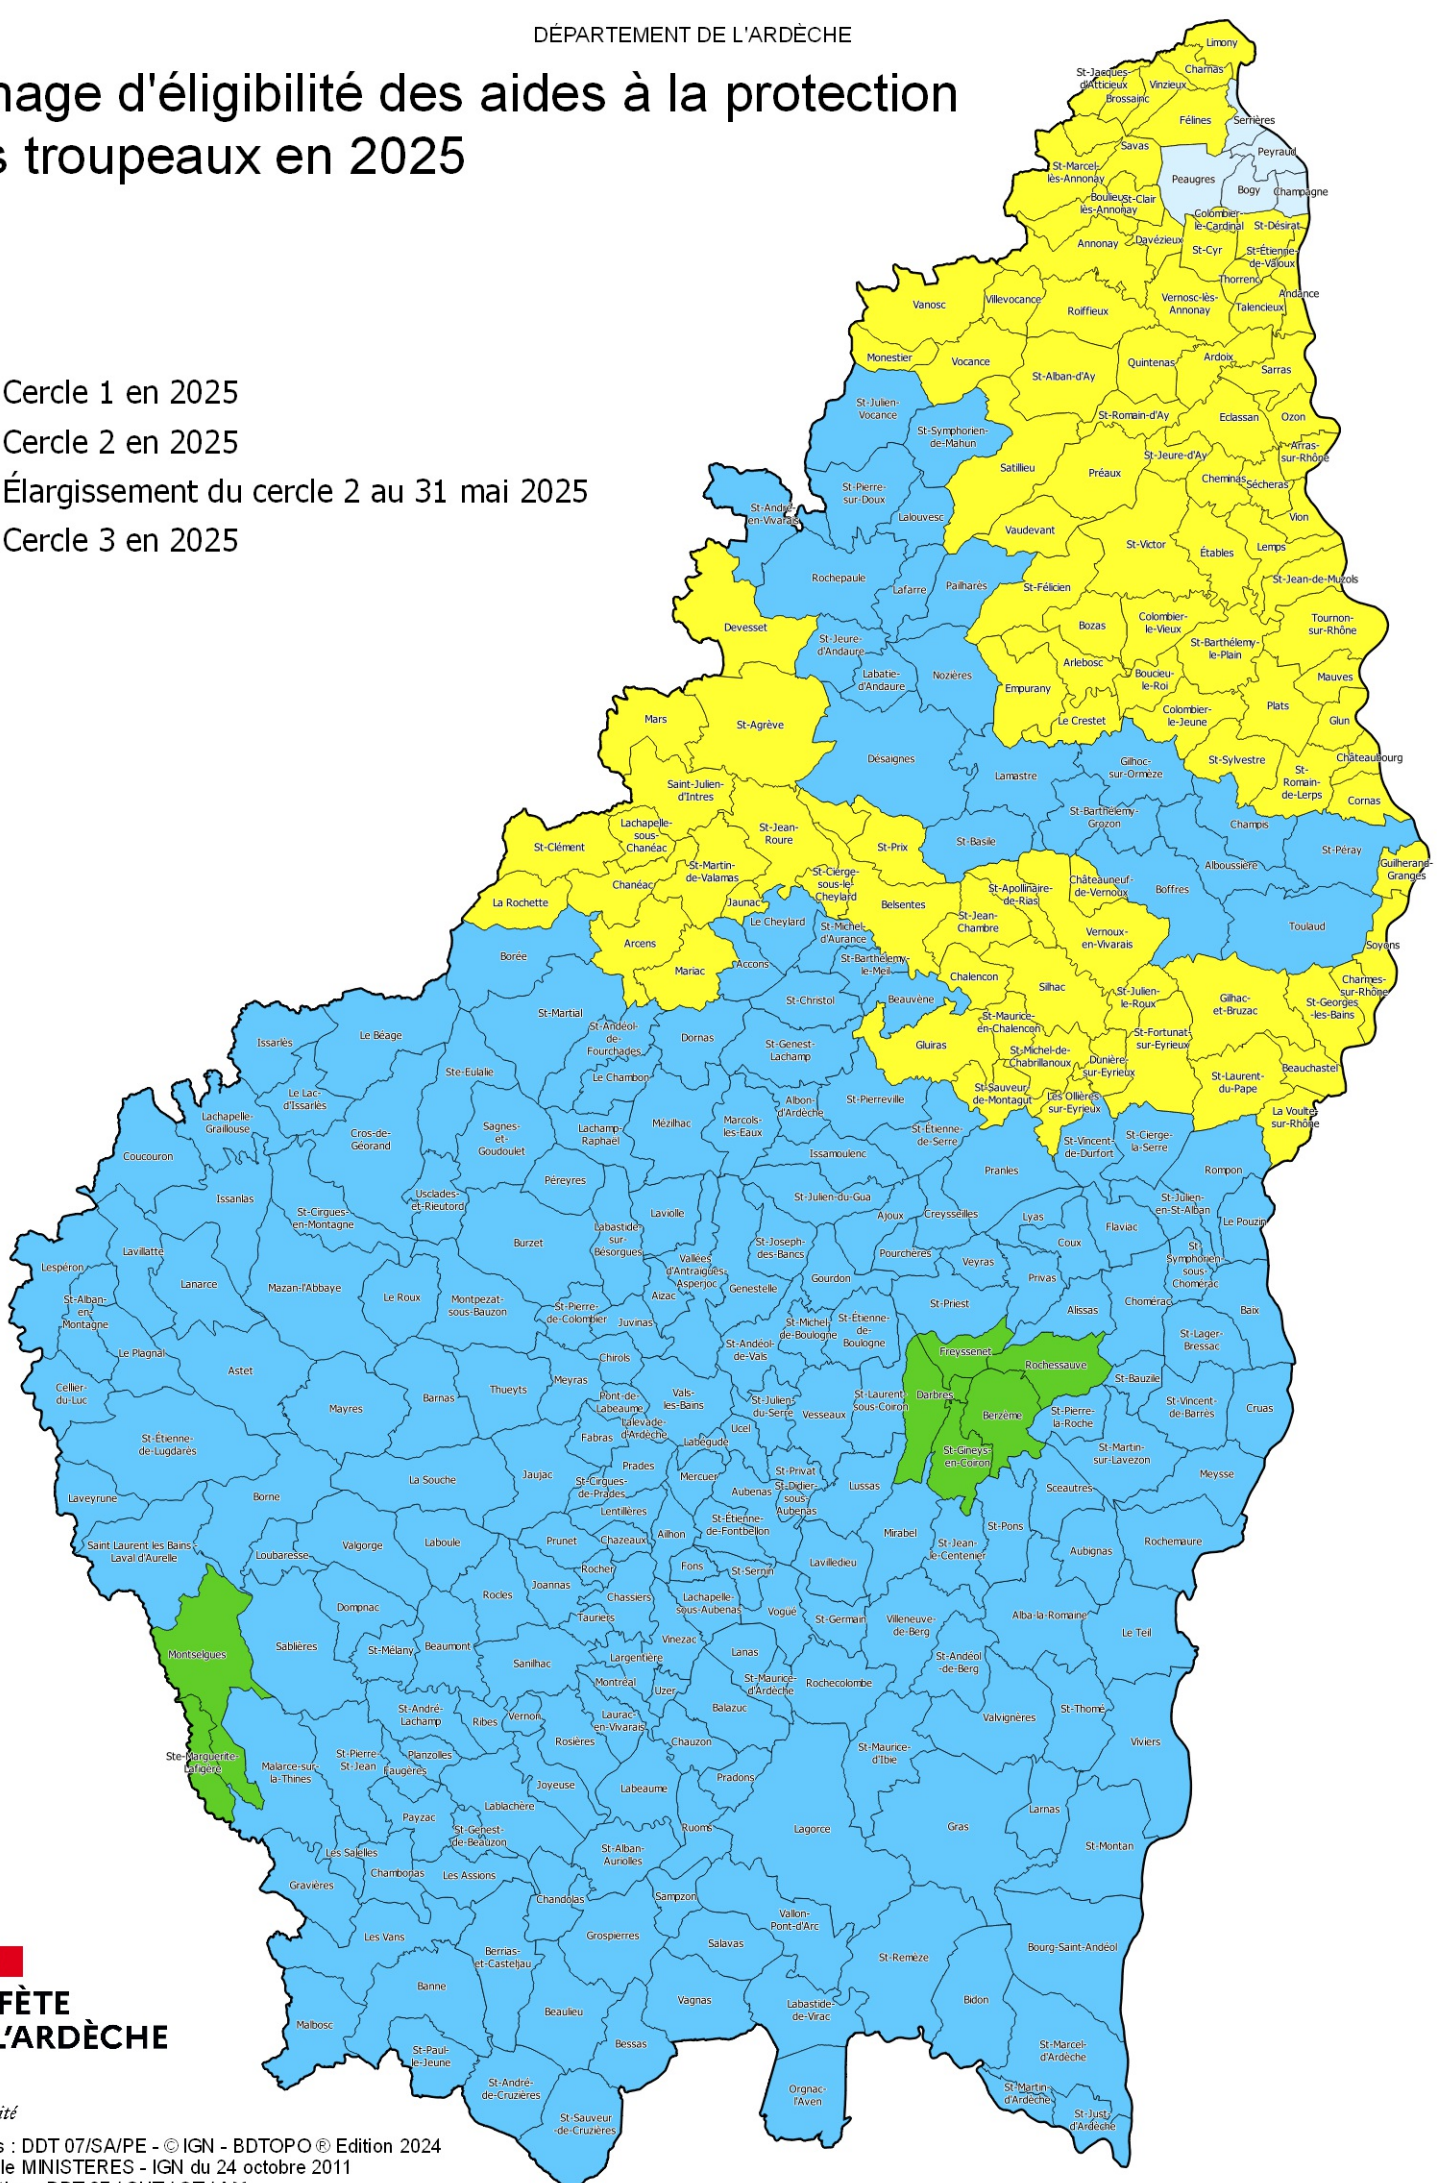 DÉPARTEMENT DE L'ARDÈCHE
nage d'éligibilité des aides à la protection
s troupeaux en 2025
Cercle 1 en 2025
Cercle 2 en 2025
Élargissement du cercle 2 au 31 mai 2025
Cercle 3 en 2025
Limony
Charnas
St-Jacques-
d'Atticieux
Vinzieux
Brossainc
Félines
Serrières
Savas
Peyraud
St-Marcel-
lès-Annonay
Peaugres
Bogy
Champagne
Boulieu-
lès-Annonay
St-Clair
Colombier-
le-Cardinal
St-Désirat
Annonay
Davézieux
St-Cyr
St-Étienne-
de-Valoux
Thorrenc
Vanosc
Villevocance
Roiffieux
Vernosc-lès-
Annonay
Talencieux
Andance
Monestier
Vocance
St-Alban-d'Ay
Quintenas
Ardoix
Sarras
St-Julien-
Vocance
St-Symphorien-
de-Mahun
St-Romain-d'Ay
Eclassan
Ozon
Arras-
sur-Rhône
Satillieu
Préaux
St-Jeure-d'Ay
Cheminas
Sécheras
St-Pierre-
sur-Doux
Lalouvesc
St-André-
en-Vivarais
Vaudevant
St-Victor
Étables
Vion
Lemps
St-Jean-de-Muzols
Rochepaule
Lafarre
Pailharès
St-Félicien
Devesset
St-Jeure-
d'Andaure
Bozas
Colombier-
le-Vieux
Tournon-
sur-Rhône
St-Barthélemy-
le-Plain
Labatie-
d'Andaure
Nozières
Arlebosc
Empurany
Boucieu-
le-Roi
Mauves
Mars
St-Agrève
Le Crestet
Colombier-
le-Jeune
Plats
Glun
Désaignes
Lamastre
Gilhoc-
sur-Ormèze
St-Sylvestre
Châteaubourg
St-
Romain-
de-Lerps
Cornas
Saint-Julien-
d'Intres
St-Barthélemy-
Grozon
Champis
St-Péray
Lachapelle-
sous-
Chanéac
St-Jean-
Roure
St-Prix
St-Basile
Alboussière
Guilherand-
Granges
St-Clément
St-Martin-
de-Valamas
Chanéac
St-Cierge-
sous-le-
Cheylard
St-Apollinaire-
de-Rias
Châteauneuf-
de-Vernoux
Boffres
La Rochette
Jaunac
Belsentes
St-Jean-
Chambre
Vernoux-
en-Vivarais
Toulaud
Soyons
Arcens
Le Cheylard
St-Michel-
d'Aurance
Borée
Mariac
Accons
St-Barthélemy-
le-Meil
Chalencon
Silhac
St-Julien-
le-Roux
Gilhac-
et-Bruzac
Charmes-
sur-Rhône
St-Georges
-les-Bains
St-Martial
St-Christol
Beauvène
St-Maurice-
en-Chalencon
St-Fortunat-
sur-Eyrieux
Issarlès
Le Béage
St-Andéol-
de-
Fourchades
Dornas
St-Genest-
Lachamp
Gluiras
St-Michel-de-
Chabrillanoux
Dunière-
sur-Eyrieux
St-Laurent-
du-Pape
Beauchastel
Ste-Eulalie
Le Chambon
St-Sauveur-
de-Montagut
Les Ollières-
sur-Eyrieux
La Voulte-
sur-Rhône
Le Lac-
d'Issarlès
Lachapelle-
Graillouse
Albon-
d'Ardèche
St-Pierreville
Coucouron
Cros-de-
Géorand
Sagnes-
et-
Goudoulet
Lachamp-
Raphaël
Mézilhac
Marcols-
les-Eaux
St-Étienne-
de-Serre
Issamoulenc
Pranles
St-Vincent-
de-Durfort
St-Cierge-
la-Serre
Rompon
Péreyres
Issanlas
Usclades-
et-Rieutord
St-Cirgues-
en-Montagne
St-Julien-du-Gua
Ajoux
Creysseilles
Lyas
Flaviac
St-Julien-
en-St-Alban
Le Pouzin
Laviolle
Labastide-
sur-
Bésorgues
Burzet
St-Joseph-
des-Bancs
Pourchères
Veyras
Coux
St-
Symphorien-
sous-
Chomérac
Lespéron
Lavillatte
Lanarce
Mazan-l'Abbaye
Le Roux
Montpezat-
sous-Bauzon
Vallées
d'Antraigues-
Asperjoc
Aizac
Genestelle
Gourdon
Privas
St-Alban-
en-
Montagne
St-Pierre-
de-Colombier
Juvinas
St-Priest
Alissas
Chomérac
Baix
St-Michel-
de-Boulogne
St-Étienne-
de-
Boulogne
Le Plagnal
Astet
Chirols
St-Andéol-
de-Vals
Freyssenet
Rochessauve
St-Lager-
Bressac
St-Bauzile
Cellier-
du-Luc
Mayres
Barnas
Thueyts
Meyras
Pont-de-
Labeaume
Vals-
les-Bains
St-Julien-
du-Serre
Vesseaux
St-Laurent-
sous-Coiron
Darbres
Berzème
St-Pierre-
la-Roche
St-Vincent-
de-Barrès
Cruas
Lalevade-
d'Ardèche
Ucel
Labégude
Fabras
St-Étienne-
de-Lugdarès
St-Gineys-
en-Coiron
St-Martin-
sur-Lavezon
Meysse
La Souche
Jaujac
Prades
Mercuer
St-Privat
Lussas
Sceautres
St-Cirgues-
de-Prades
Aubenas
St-Didier-
sous-
Aubenas
Laveyrune
Borne
Lentillères
St-Étienne-
de-Fontbellon
Mirabel
St-Pons
Saint Laurent les Bains -
Laval d'Aurelle
Loubaresse
Valgorge
Laboule
Prunet
Chazeaux
Ailhon
St-Jean-
le-Centenier
Aubignas
Rochemaure
Rocher
Fons
St-Sernin
Lavilledieu
Joannas
Rocles
Chassiers
Lachapelle-
sous-Aubenas
Vogüé
St-Germain
Villeneuve-
de-Berg
Alba-la-Romaine
Le Teil
Dompnac
Tauriers
Montselgues
Sablières
St-Mélany
Beaumont
Sanilhac
Largentière
Vinezac
Lanas
St-Andéol
-de-Berg
Montréal
Uzer
St-Maurice-
d'Ardèche
Rochecolombe
St-André-
Lachamp
Ribes
Vernon
Laurac-
en-Vivarais
Balazuc
Valvignères
St-Thomé
Viviers
Rosières
Chauzon
St-Maurice-
d'Ibie
Ste-Marguerite-
Lafigère
Malarce-sur-
la-Thines
St-Pierre-
St-Jean
Planzolles
Faugères
Joyeuse
Labeaume
Pradons
Lablachère
Payzac
St-Genest-
de-Beauzon
Ruoms
Lagorce
Gras
Larnas
St-Montan
Les Salelles
Chambonas
Les Assions
St-Alban-
Auriolles
Gravières
Chandolas
Sampzon
Vallon-
Pont-d'Arc
Les Vans
Grospierres
Salavas
St-Remèze
Bourg-Saint-Andéol
Berrias-
et-Casteljau
Banne
Beaulieu
Vagnas
Labastide-
de-Virac
Bidon
Malbosc
St-Paul-
le-Jeune
Bessas
St-Marcel-
d'Ardèche
St-André-
de-Cruzières
Orgnac-
l'Aven
St-Martin-
d'Ardèche
St-Just-
d'Ardèche
St-Sauveur
-de-Cruzières
FÈTE
L'ARDÈCHE
ité
s : DDT 07/SA/PE - © IGN - BDTOPO ® Edition 2024
le MINISTERES - IGN du 24 octobre 2011